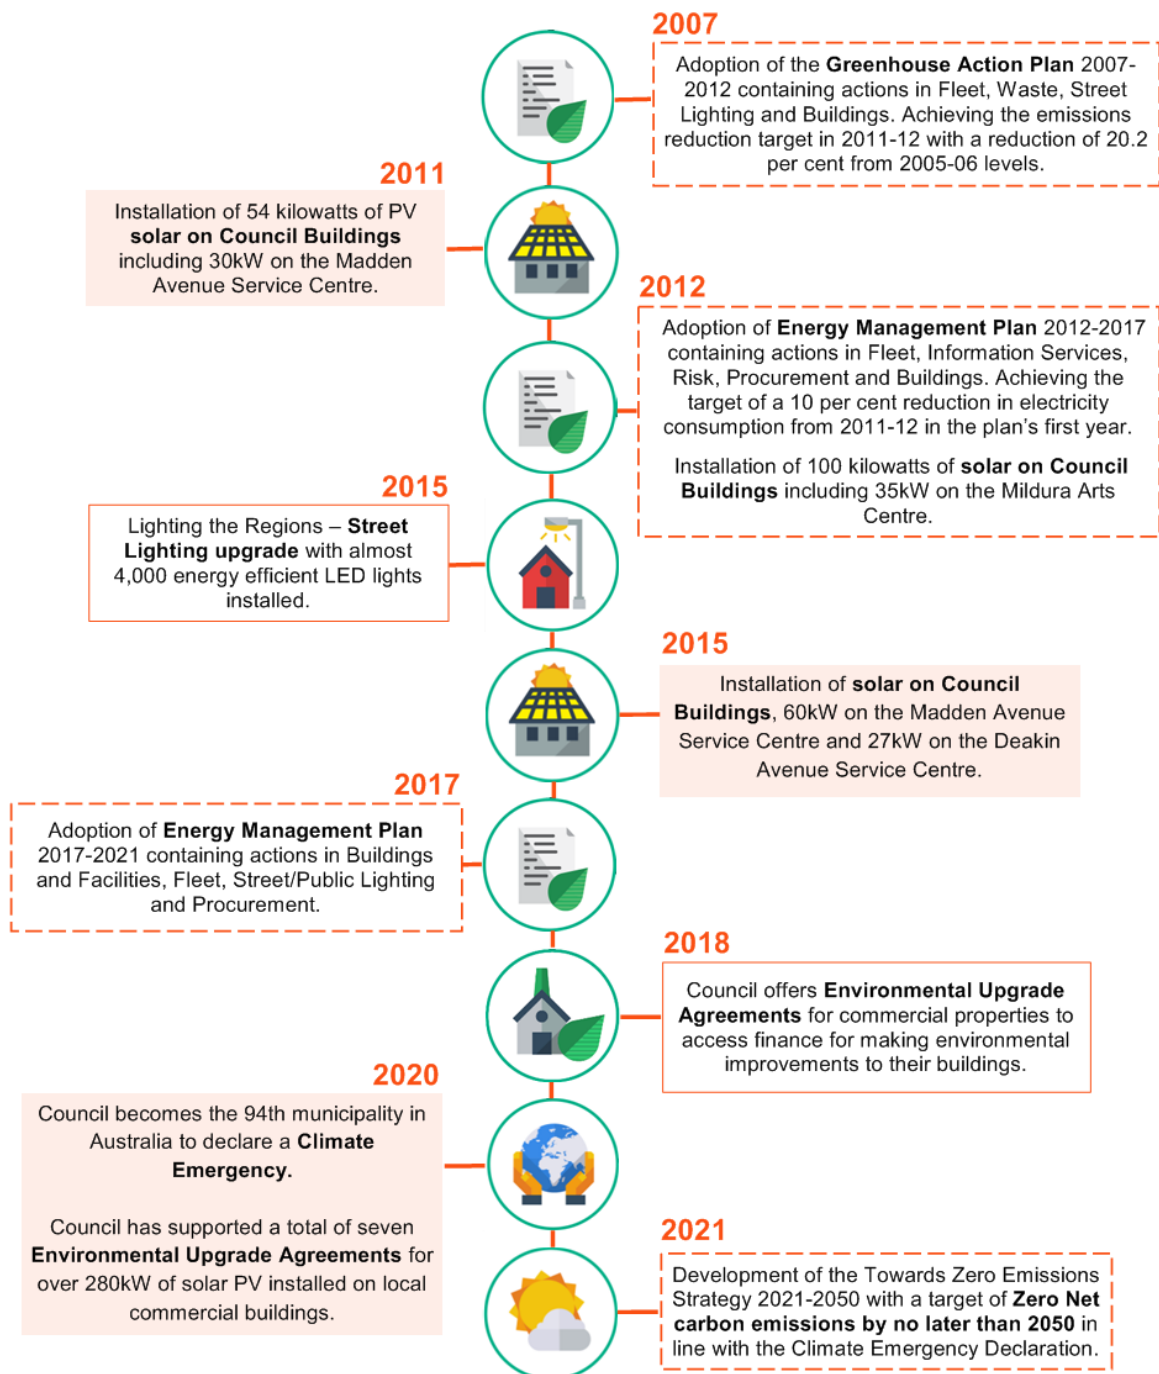 2007
Adoption of the Greenhouse Action Plan 2007-
2012 containing actions in Fleet, Waste, Street
Lighting and Buildings. Achieving the emissions
reduction target in 2011-12 with a reduction of 20.2
per cent from 2005-06 levels.
2011
Installation of 54 kilowatts of PV
solar on Council Buildings
including 30kW on the Madden
Avenue Service Centre.
2012
Adoption of Energy Management Plan 2012-2017
containing actions in Fleet, Information Services,
Risk, Procurement and Buildings. Achieving the
target of a 10 per cent reduction in electricity
consumption from 2011-12 in the plan's first year.
Installation of 100 kilowatts of solar on Council
Buildings including 35kW on the Mildura Arts
Centre.
2015
Lighting the Regions – Street
Lighting upgrade with almost
4,000 energy efficient LED lights
installed.
2015
Installation of solar on Council
Buildings, 60kW on the Madden Avenue
Service Centre and 27kW on the Deakin
Avenue Service Centre.
2017
Adoption of Energy Management Plan
2017-2021 containing actions in Buildings
and Facilities, Fleet, Street/Public Lighting
and Procurement.
2018
Council offers Environmental Upgrade
Agreements for commercial properties to
access finance for making environmental
improvements to their buildings.
2020
Council becomes the 94th municipality in
Australia to declare a Climate
Emergency.
Council has supported a total of seven
Environmental Upgrade Agreements for
over 280kW of solar PV installed on local
commercial buildings.
2021
Development of the Towards Zero Emissions
Strategy 2021-2050 with a target of Zero Net
carbon emissions by no later than 2050 in
line with the Climate Emergency Declaration.